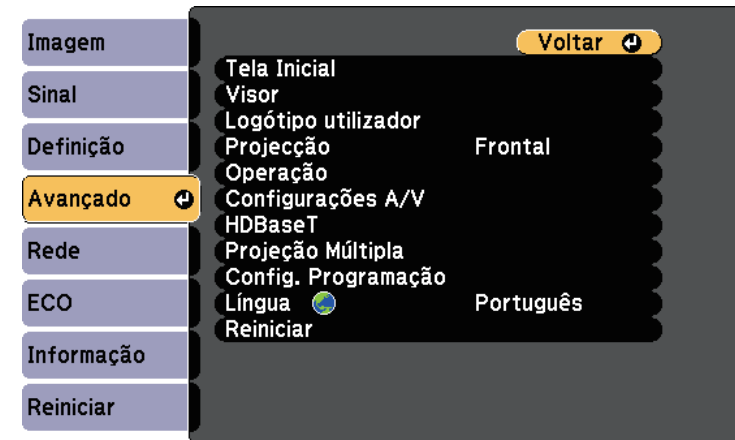 Imagem
Sinal
Definição
Avançado
Rede
ECO
Informação
Reiniciar
Voltar
Tela Inicial
Visor
Logótipo utilizador
Projecção Frontal
Operação
Configurações A/V
HDBaseT
Projeção Múltipla
Config. Programação
Língua Português
Reiniciar